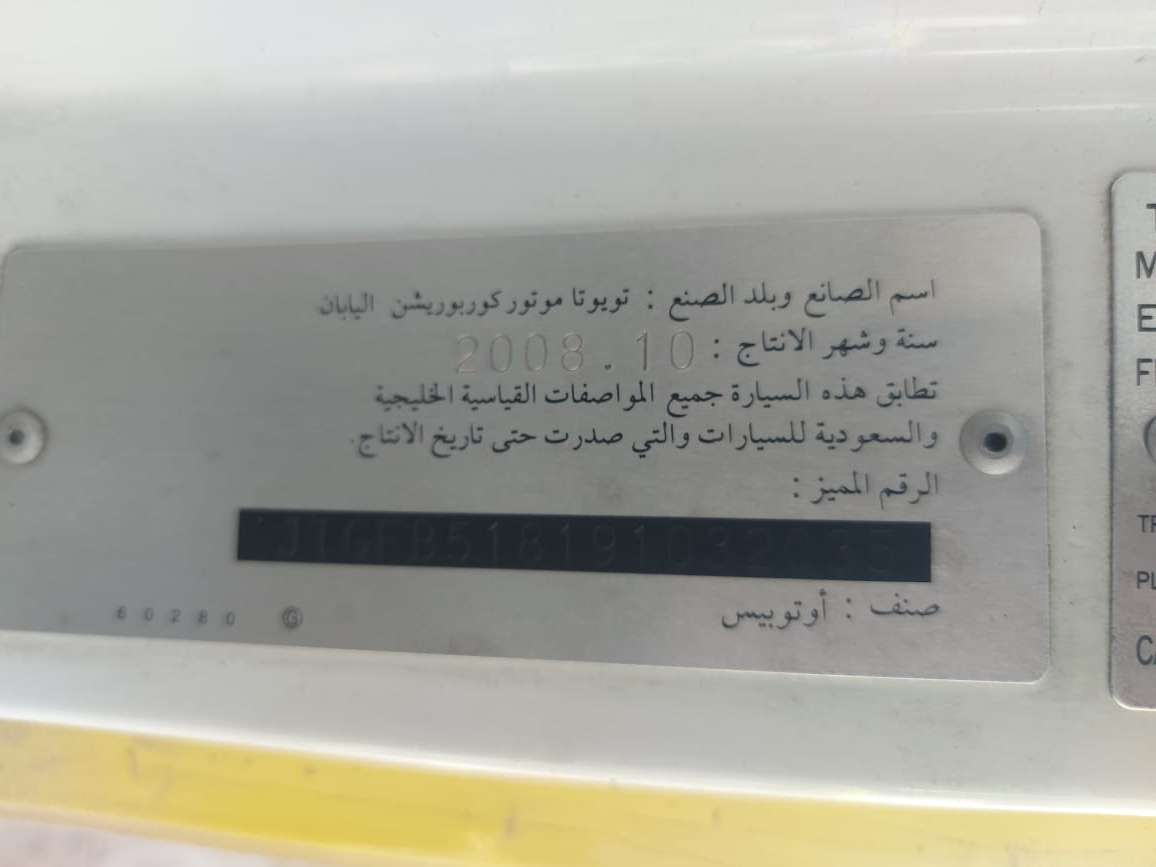 اسم الصانع وبلد الصنع : تويوتا موتور كوربوريشن اليابان
سنة وشهر الانتاج : 2008.10
تطابق هذه السيارة جميع المواصفات القياسية الخليجية
والسعودية للسيارات والتي صدرت حتى تاريخ الانتاج.
الرقم المميز :
صنف : أوتوبيس
60280 G